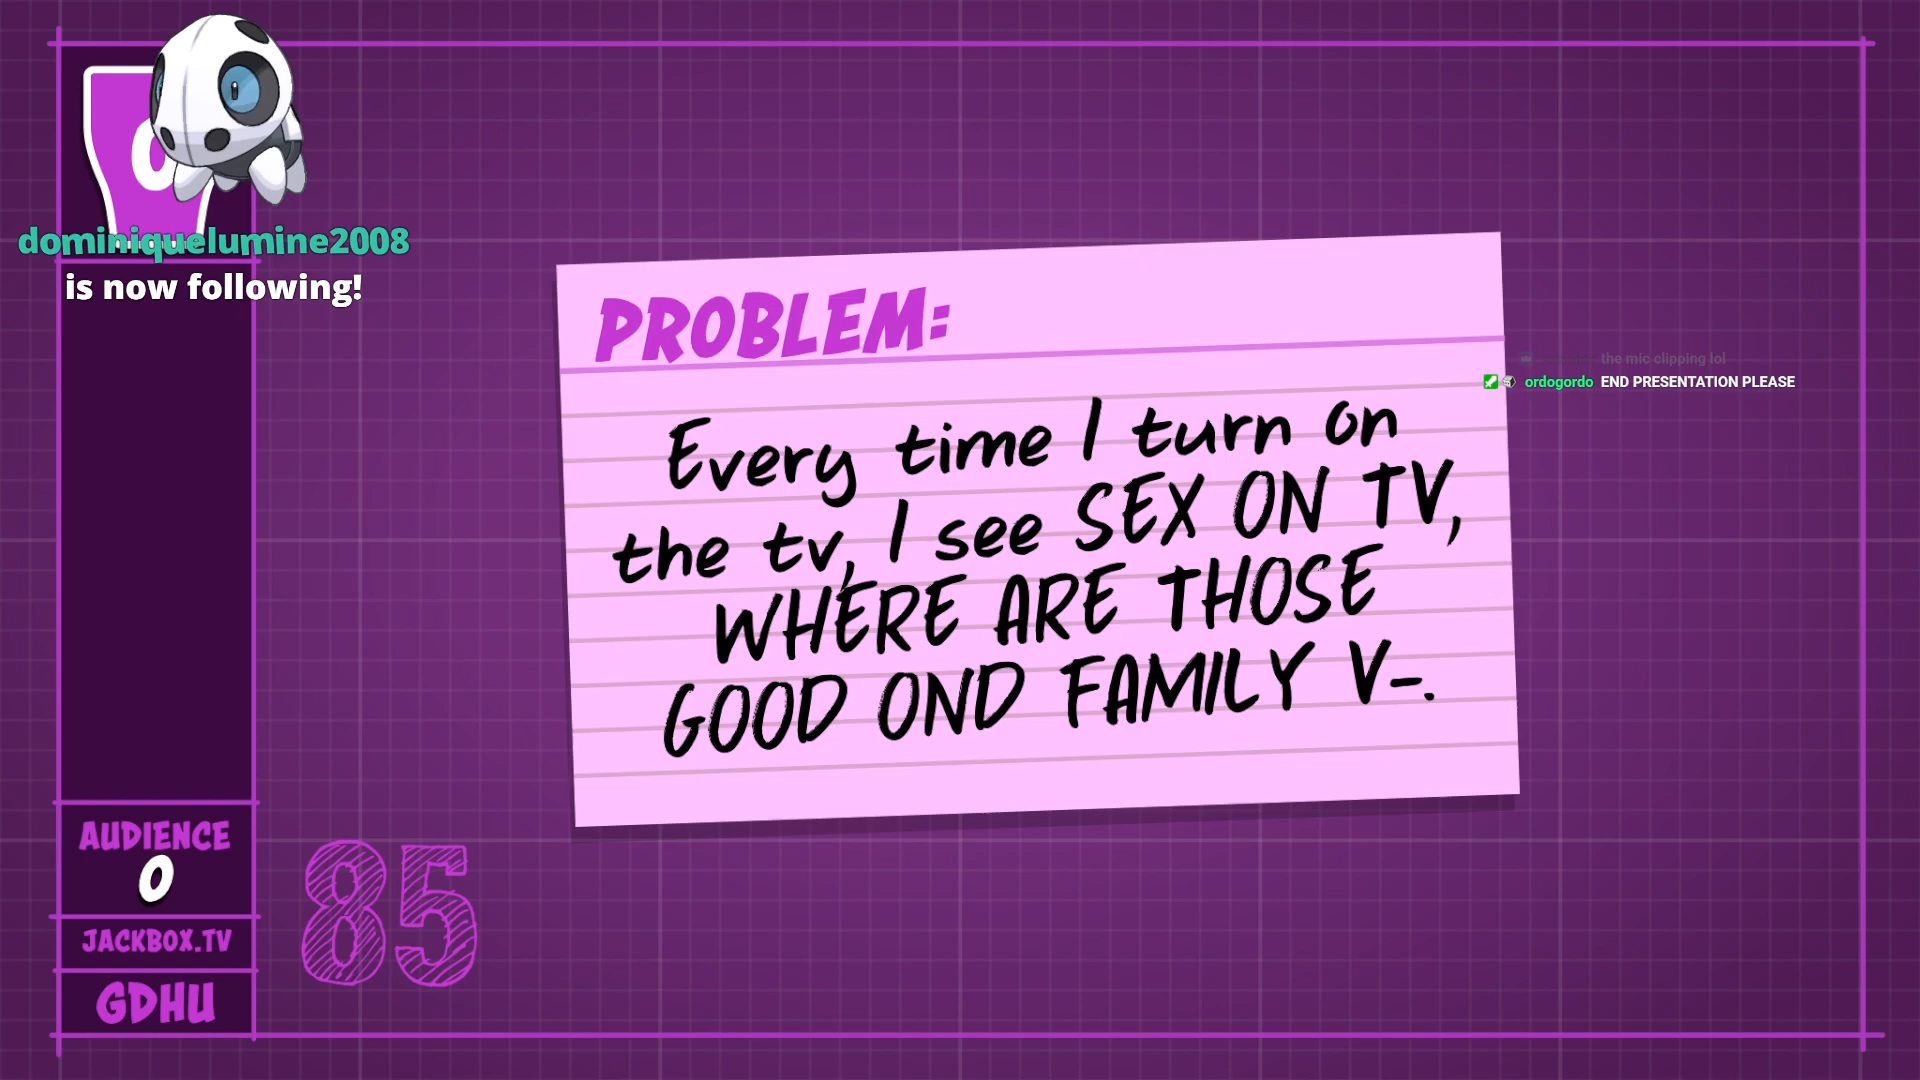 dominiquelumine2008
is now following!
PROBLEM:
the mic clipping lol
ordogordo END PRESENTATION PLEASE
Every time I turn on
the tv, I see SEX ON TV,
WHERE ARE THOSE
GOOD OND FAMILY V-.
AUDIENCE
0
85
JACKBOX.TV
GDHU